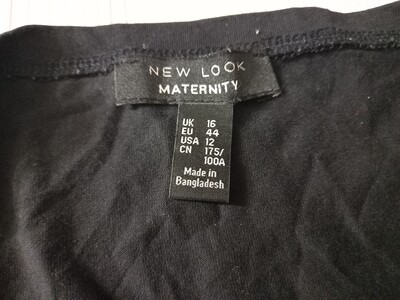 NEW LOOK
MATERNITY
UK 16
EU 44
USA 12
CN 175/
100A
Made in
Bangladesh